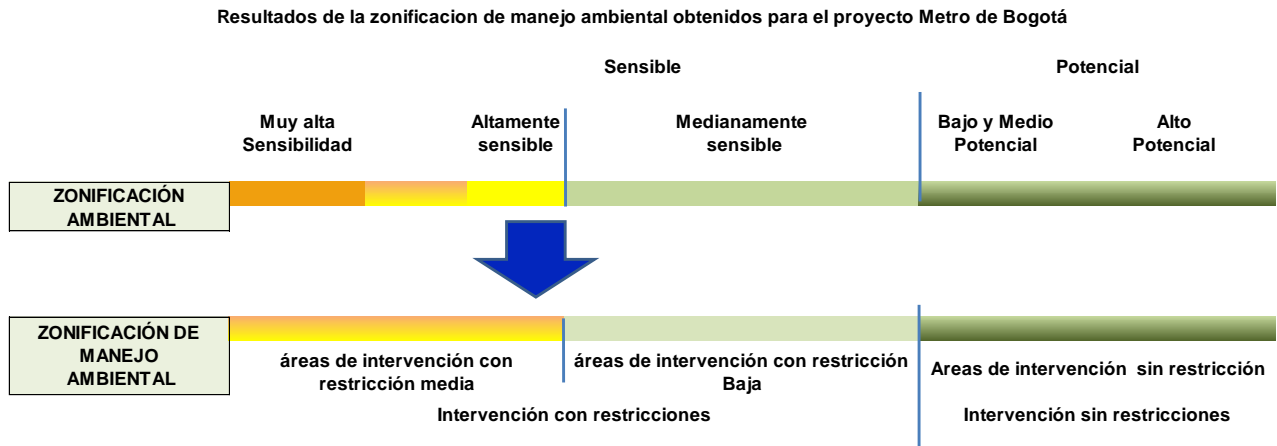 Resultados de la zonificacion de manejo ambiental obtenidos para el proyecto Metro de Bogotá
Sensible
Potencial
Muy alta
Sensibilidad
Altamente
sensible
Medianamente
sensible
Bajo y Medio
Potencial
Alto
Potencial
ZONIFICACIÓN
AMBIENTAL
ZONIFICACIÓN DE
MANEJO
AMBIENTAL
áreas de intervención con
restricción media
áreas de intervención con restricción
Baja
Areas de intervención sin restricción
Intervención con restricciones
Intervención sin restricciones